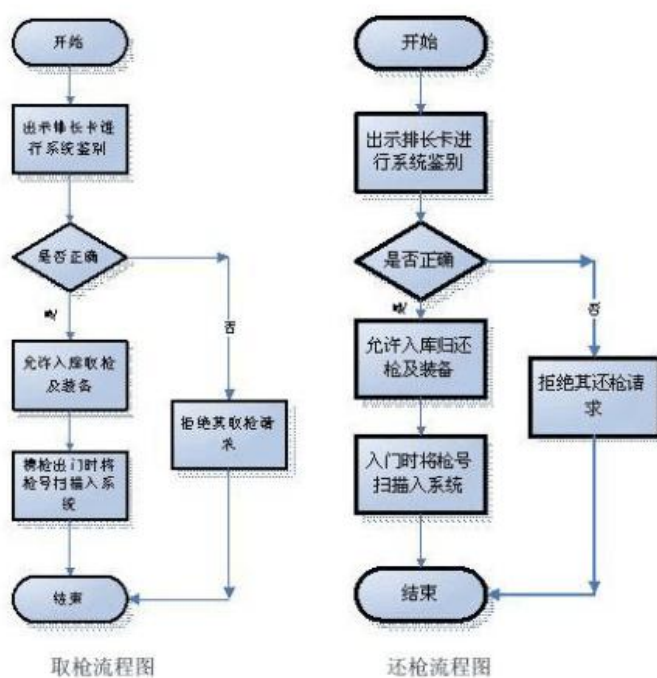 开始
出示排长卡进
行系统鉴别
是否正确
是
否
允许入库取枪
及装备
拒绝其取枪请
求
携枪出门时将
枪号扫描入系
统
结束
取枪流程图
开始
出示排长卡进
行系统鉴别
是否正确
是
否
允许入库归还
枪及装备
拒绝其还枪请
求
入门时将枪号
扫描入系统
结束
还枪流程图